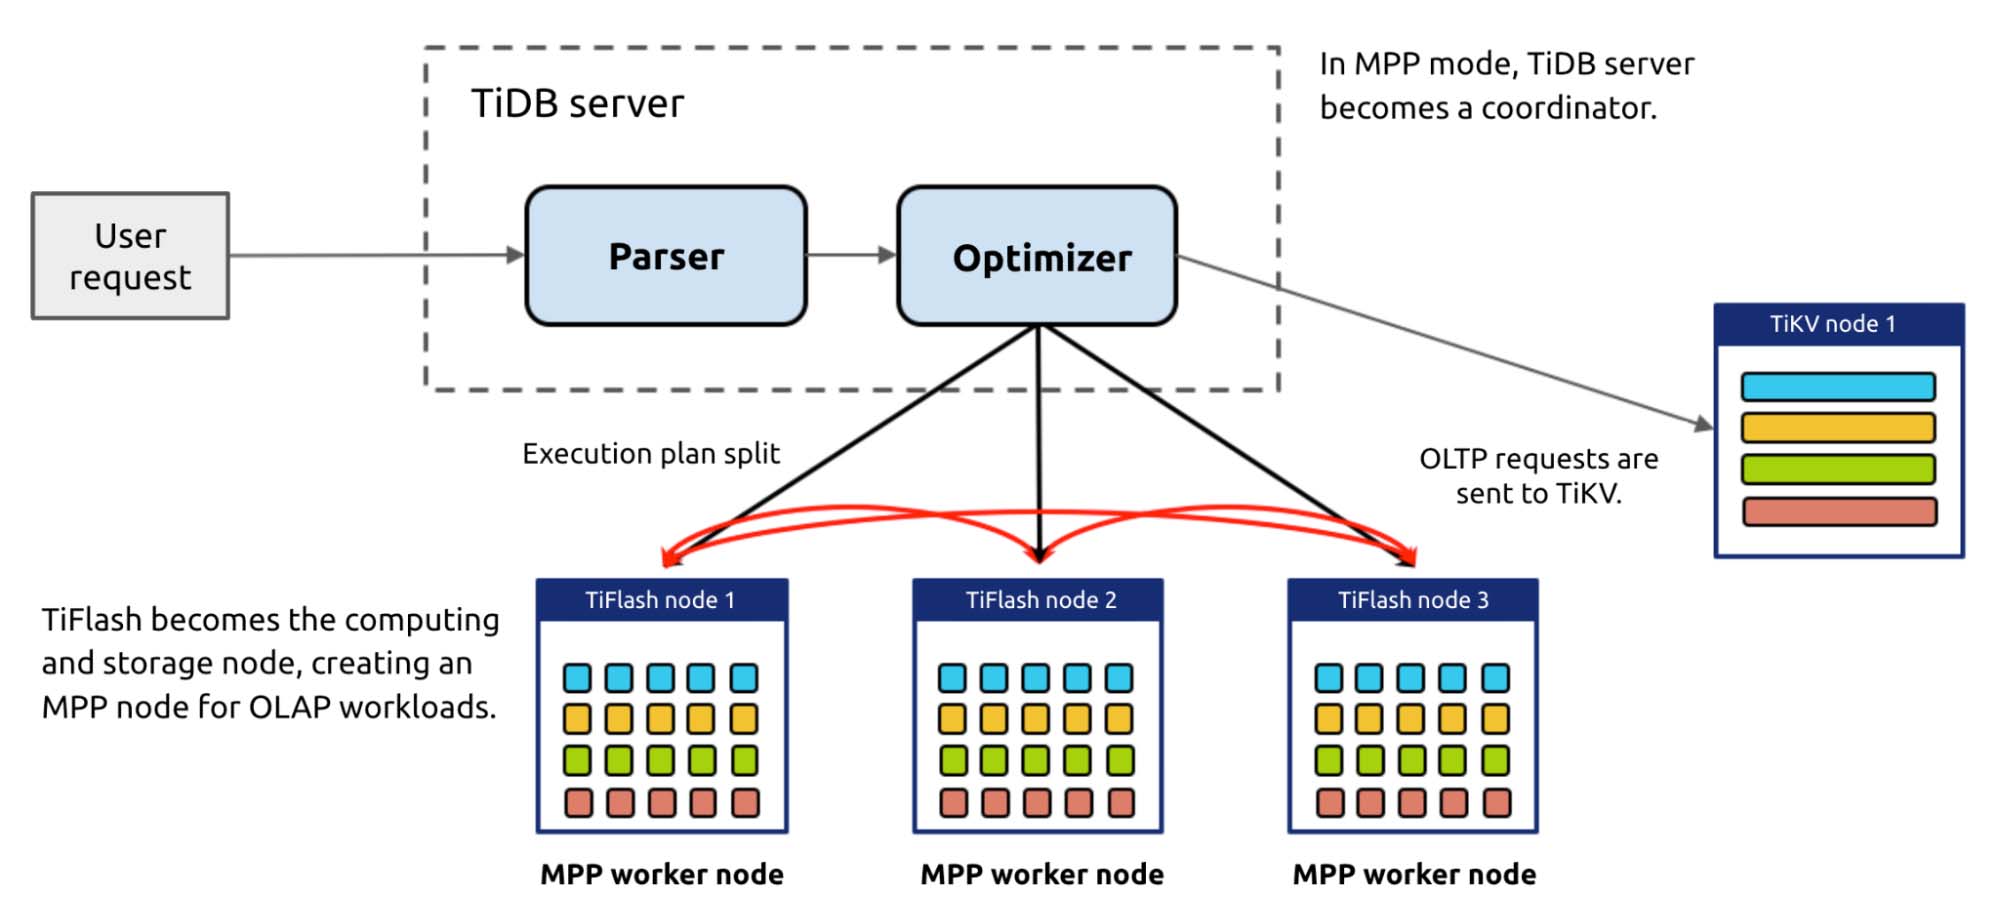 In MPP mode, TiDB server
becomes a coordinator.
TiDB server
User
request
Parser
Optimizer
TiKV node 1
Execution plan split
OLTP requests are
sent to TiKV.
TiFlash becomes the computing
and storage node, creating an
MPP node for OLAP workloads.
TiFlash node 1
TiFlash node 2
TiFlash node 3
MPP worker node
MPP worker node
MPP worker node